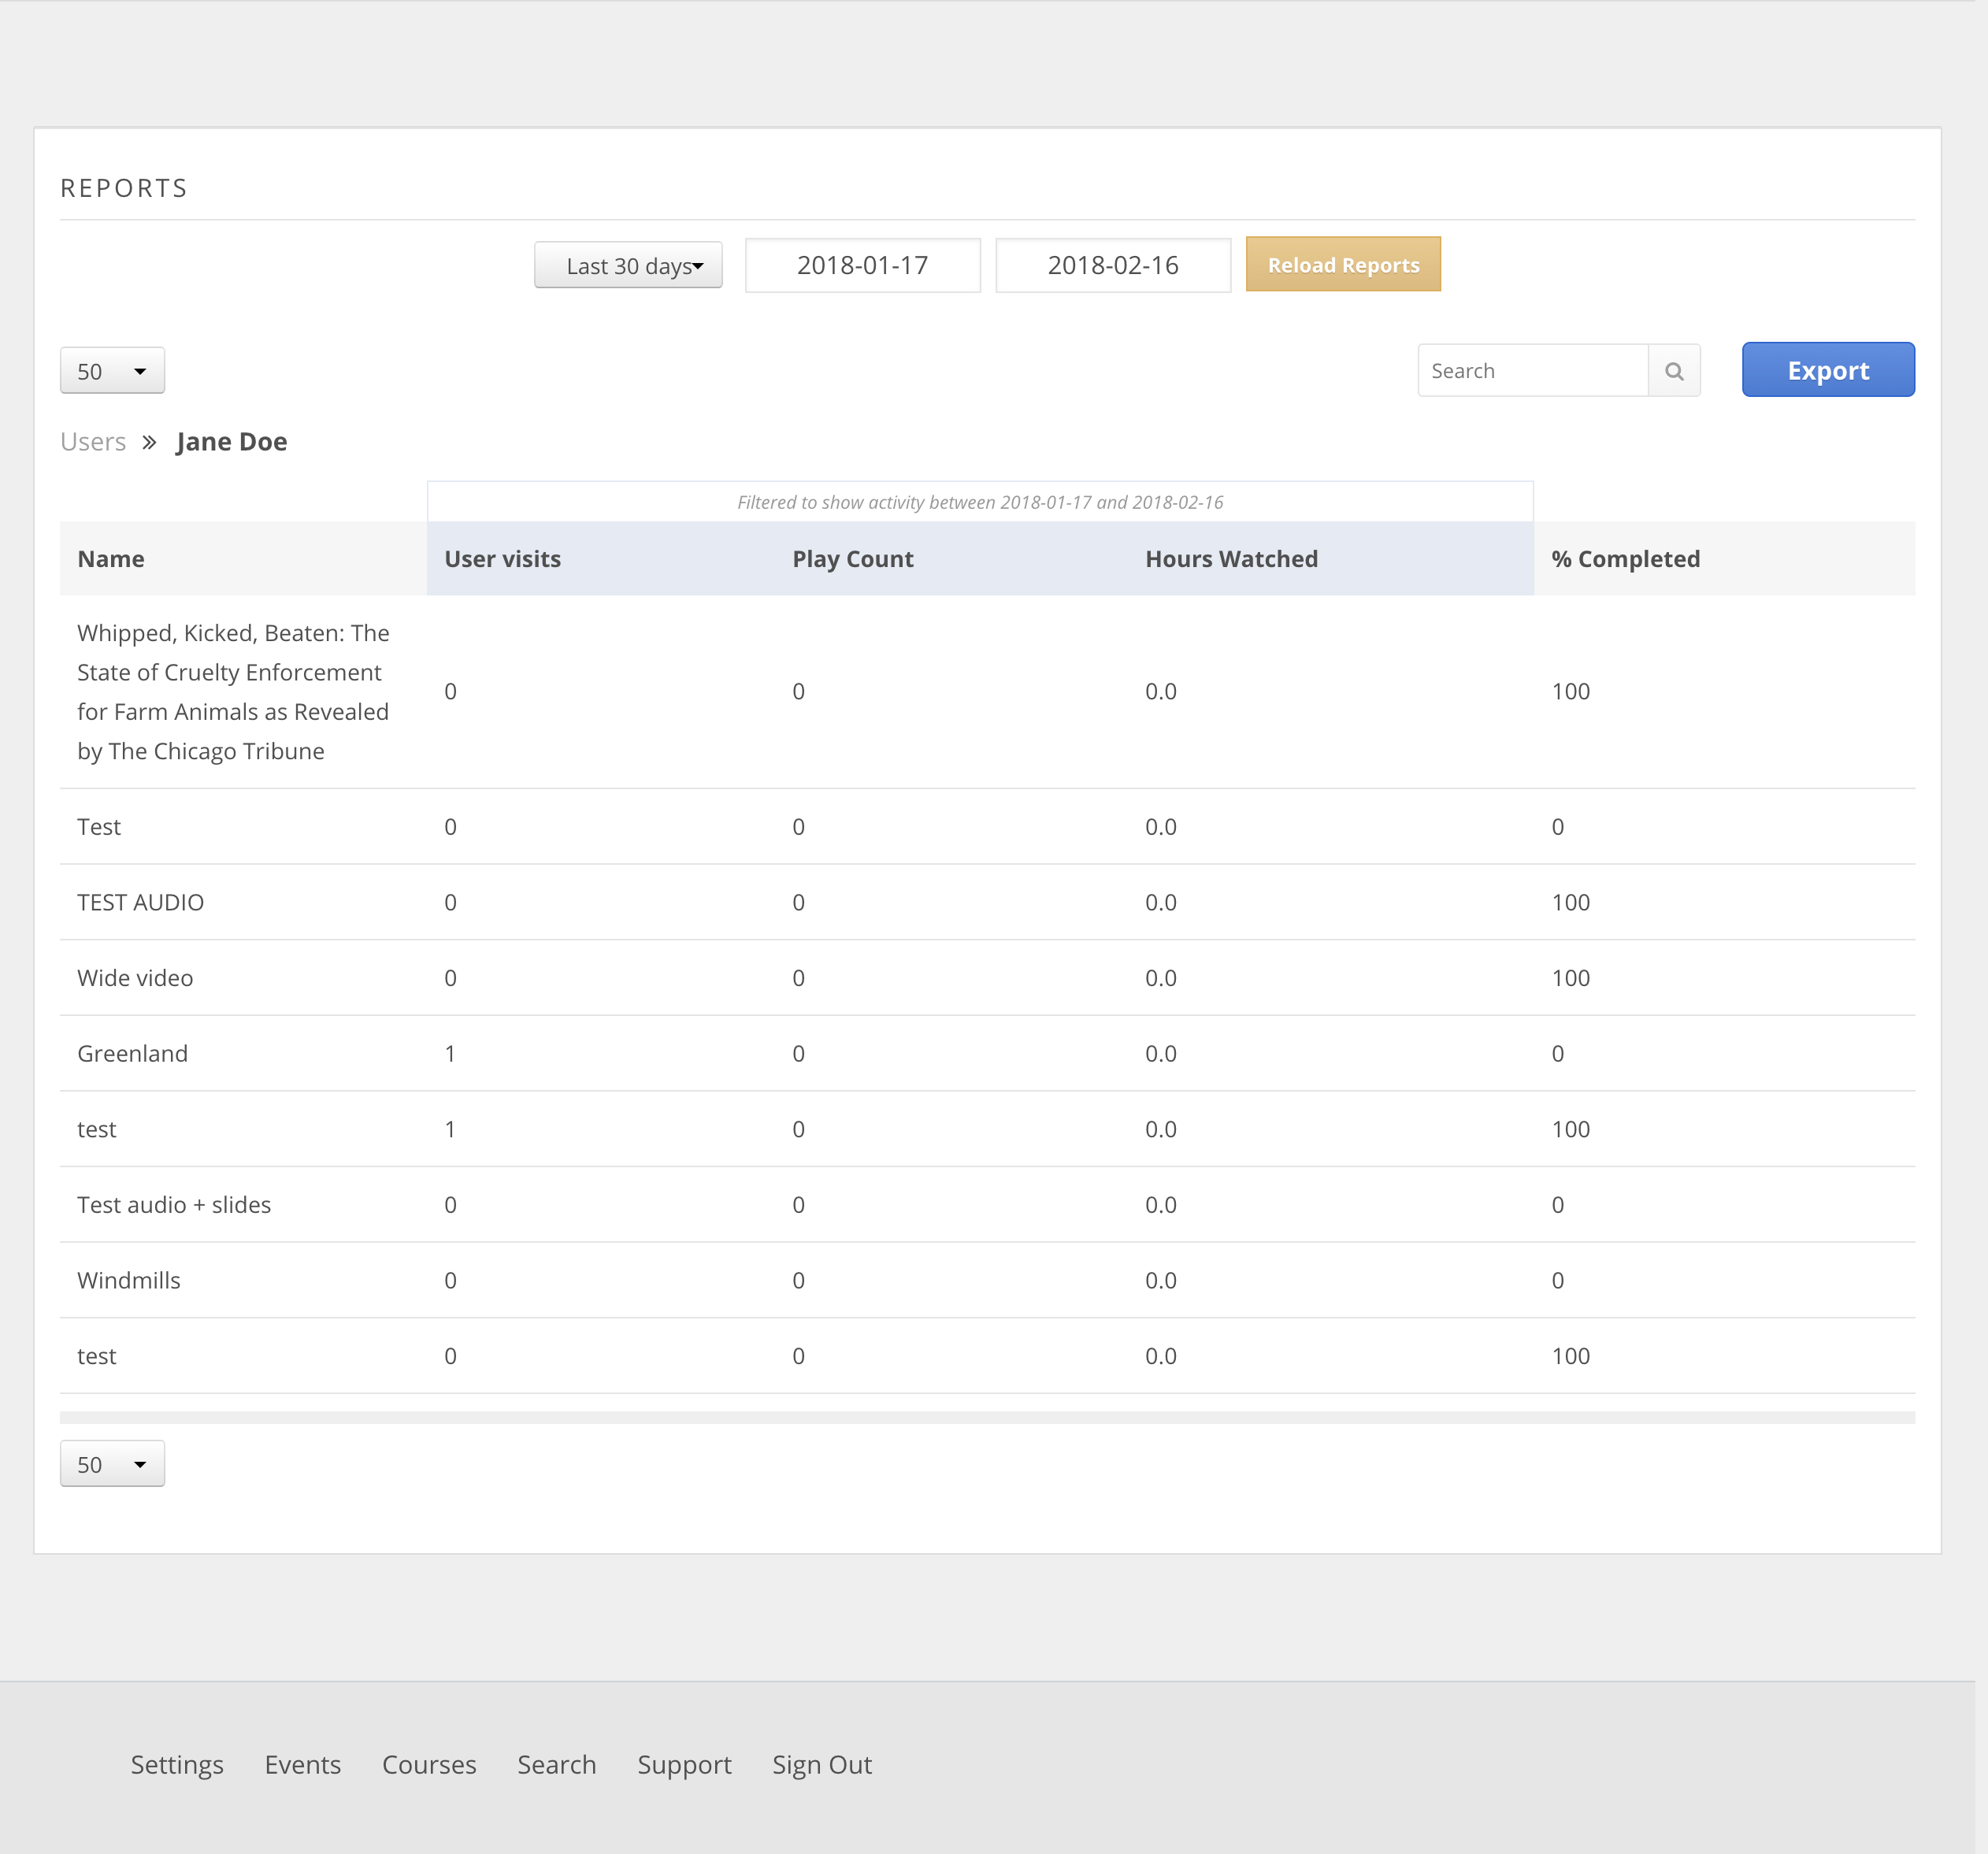 REPORTS
Last 30 days 2018-01-17 2018-02-16 Reload Reports
50 Search Export
Users » Jane Doe
Filtered to show activity between 2018-01-17 and 2018-02-16
Name User visits Play Count Hours Watched % Completed
Whipped, Kicked, Beaten: The
State of Cruelty Enforcement
for Farm Animals as Revealed
by The Chicago Tribune
0 0 0.0 100
Test 0 0 0.0 0
TEST AUDIO 0 0 0.0 100
Wide video 0 0 0.0 100
Greenland 1 0 0.0 0
test 1 0 0.0 100
Test audio + slides 0 0 0.0 0
Windmills 0 0 0.0 0
test 0 0 0.0 100
50
Settings Events Courses Search Support Sign Out